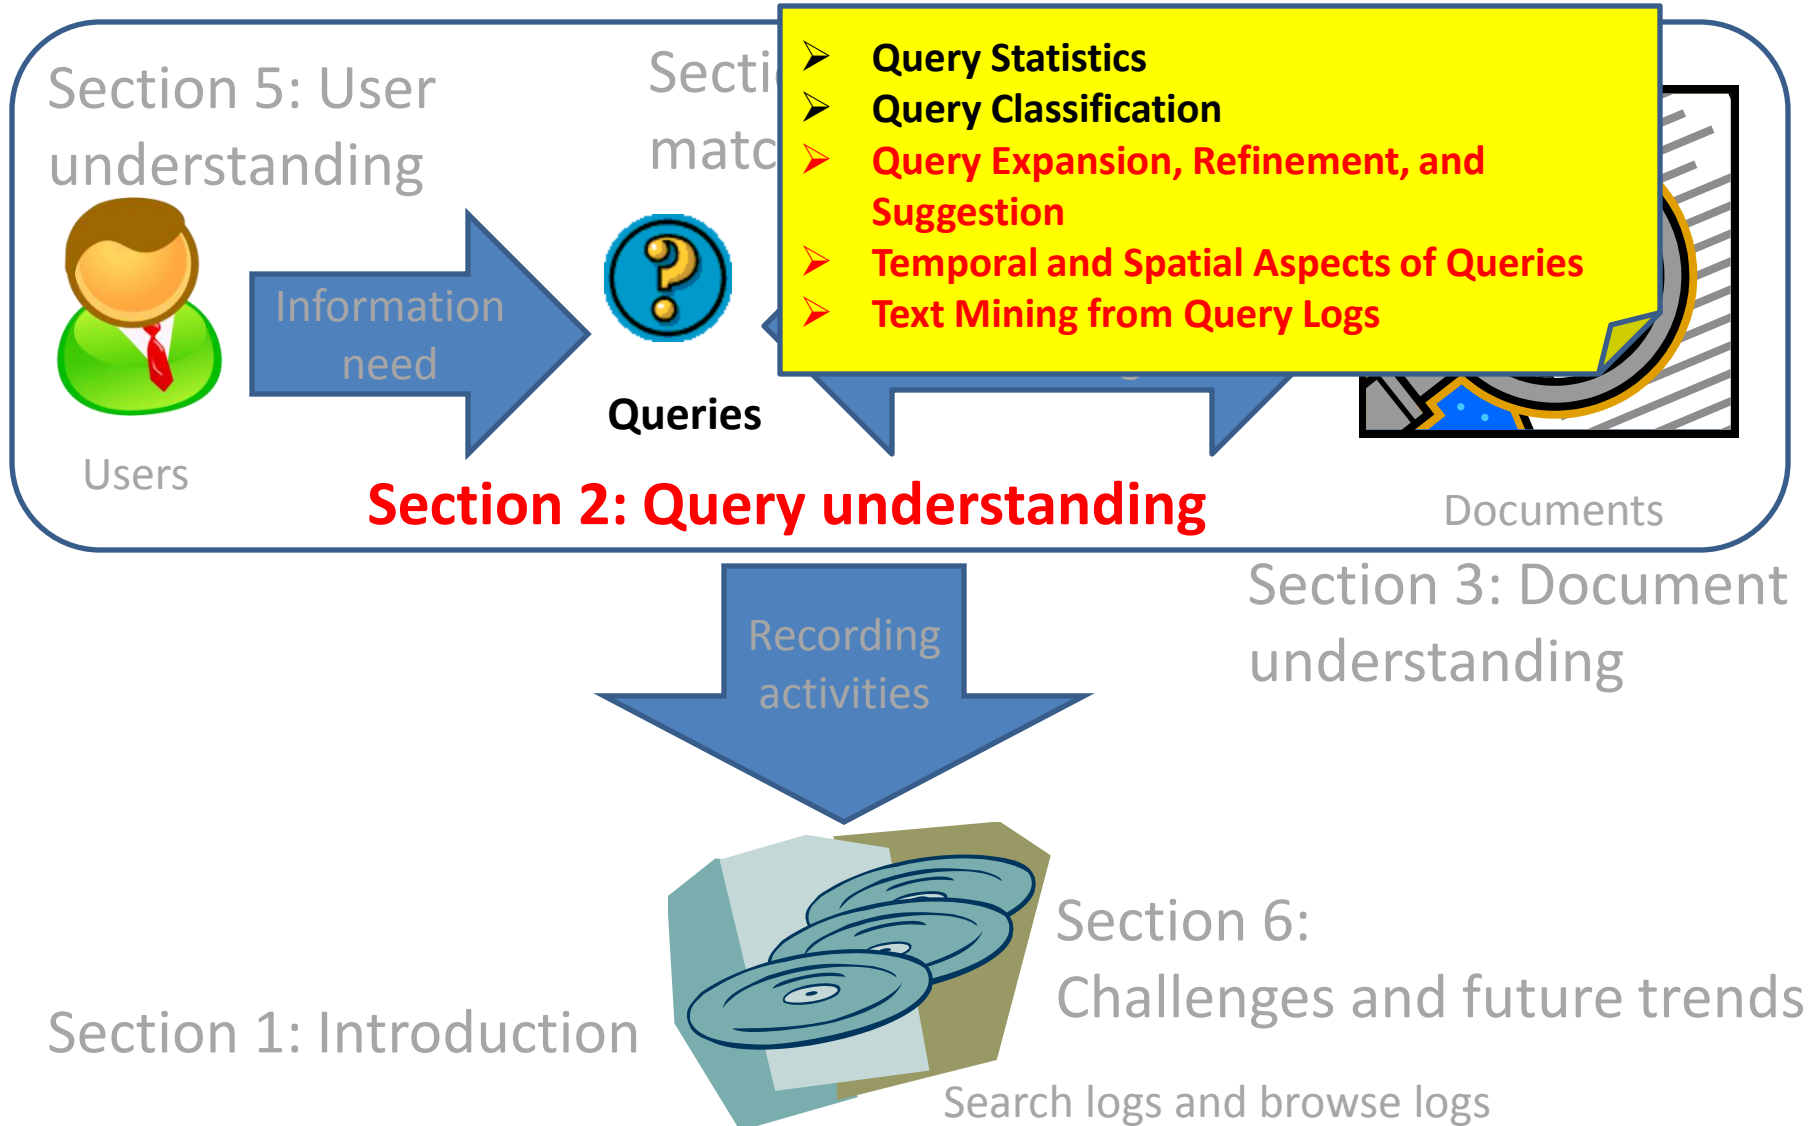 Section 5: User
understanding
➢ Query Statistics
➢ Query Classification
➢ Query Expansion, Refinement, and
Suggestion
➢ Temporal and Spatial Aspects of Queries
➢ Text Mining from Query Logs
Information
need
Queries
Users
Section 2: Query understanding
Documents
Section 3: Document
understanding
Recording
activities
Section 6:
Challenges and future trends
Section 1: Introduction
Search logs and browse logs